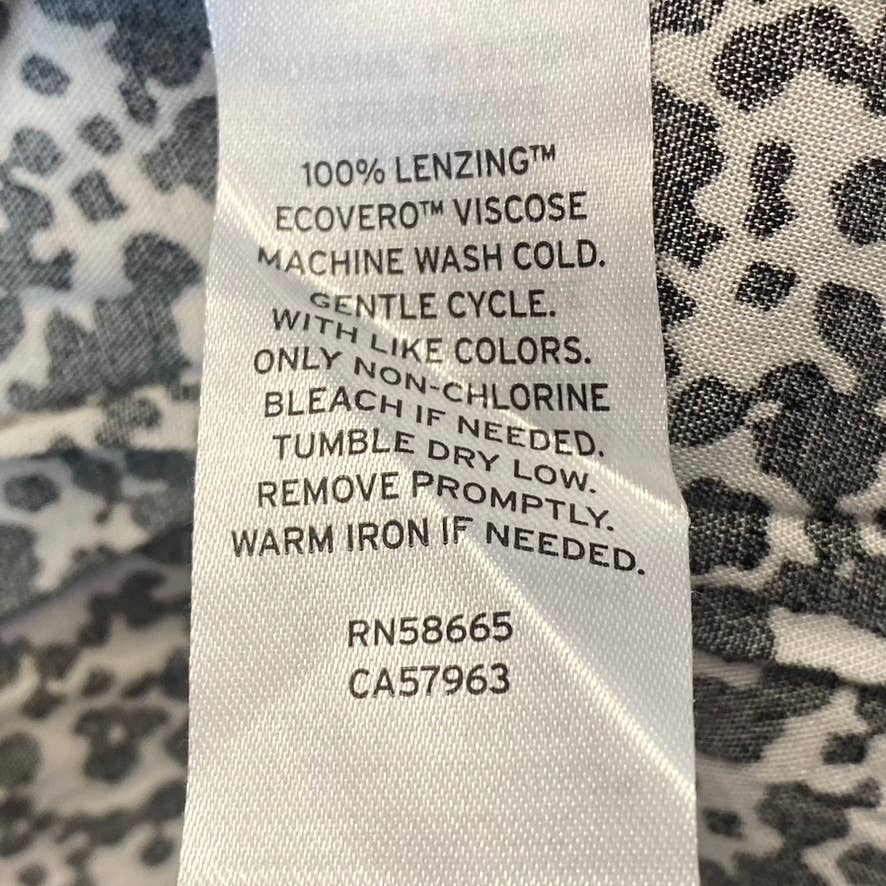 100% LENZING™
ECOVERO™ VISCOSE
MACHINE WASH COLD.
GENTLE CYCLE.
WITH LIKE COLORS.
ONLY NON-CHLORINE
BLEACH IF NEEDED.
TUMBLE DRY LOW.
REMOVE PROMPTLY.
WARM IRON IF NEEDED.
RN58665
CA57963